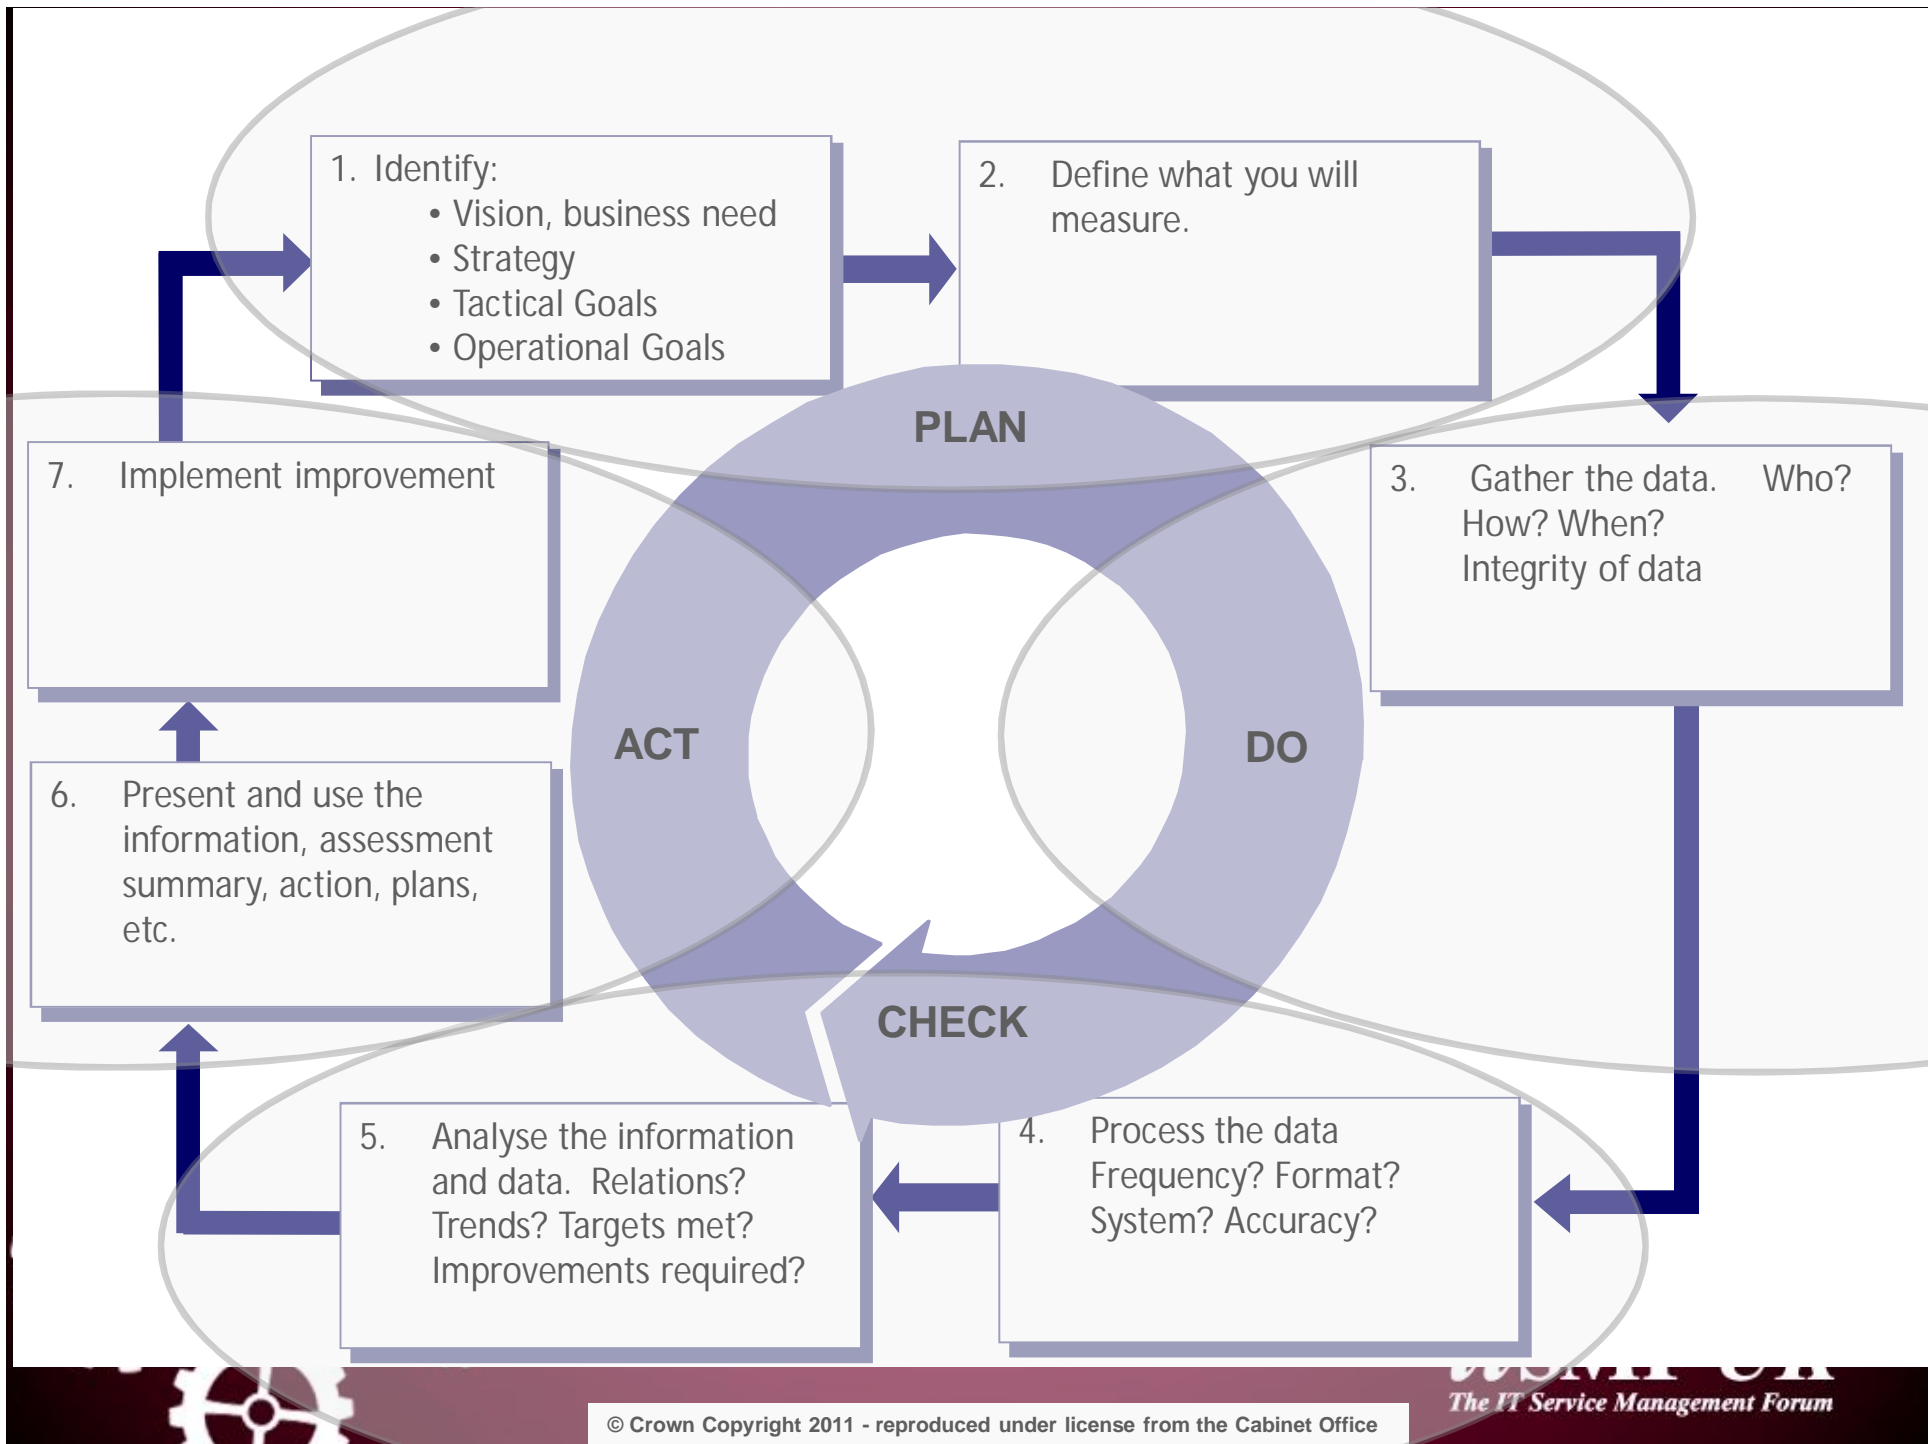 1. Identify:
• Vision, business need
• Strategy
• Tactical Goals
• Operational Goals
2. Define what you will
measure.
PLAN
7. Implement improvement
3. Gather the data. Who?
How? When?
Integrity of data
ACT
DO
6. Present and use the
information, assessment
summary, action, plans,
etc.
CHECK
5. Analyse the information
and data. Relations?
Trends? Targets met?
Improvements required?
4. Process the data
Frequency? Format?
System? Accuracy?
The IT Service Management Forum
© Crown Copyright 2011 - reproduced under license from the Cabinet Office